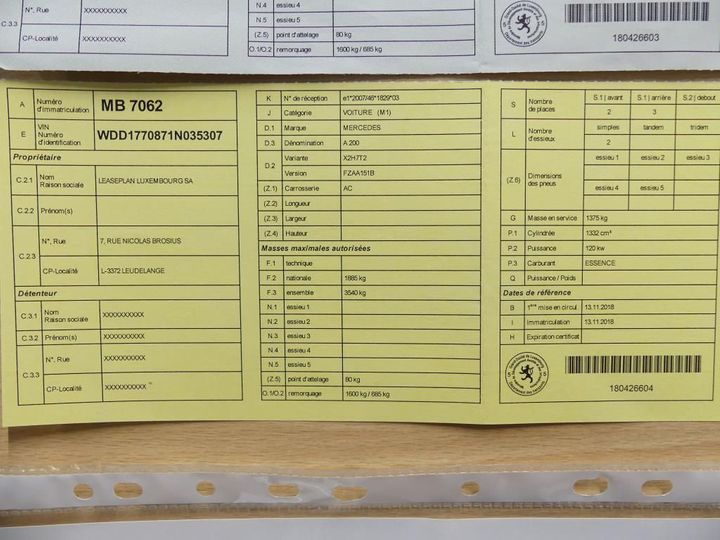 N.4 essieu 4
N°, Rue XXXXXXXXXX
N.5 essieu 5
C.3.3
(Z.5) point d'attelage 80 kg
CP-Localité XXXXXXXXXX
O.1/O.2 remorquage 1600 kg / 685 kg
180426603
A Numéro d'immatriculation MB 7062
E VIN Numéro d'identification WDD1770871N035307
Propriétaire
C.2.1 Nom Raison sociale LEASEPLAN LUXEMBOURG SA
C.2.2 Prénom(s)
C.2.3
N°, Rue 7, RUE NICOLAS BROSIUS
CP-Localité L-3372 LEUDELANGE
Détenteur
C.3.1 Nom Raison sociale XXXXXXXXXX
C.3.2 Prénom(s) XXXXXXXXXX
C.3.3
N°, Rue XXXXXXXXXX
CP-Localité XXXXXXXXXX
K N° de réception e1*2007/46*1829*03
J Catégorie VOITURE (M1)
D.1 Marque MERCEDES
D.3 Dénomination A 200
D.2
Variante X2H7T2
Version FZAA151B
(Z.1) Carrosserie AC
(Z.2) Longueur
(Z.3) Largeur
(Z.4) Hauteur
Masses maximales autorisées
F.1 technique
F.2 nationale 1885 kg
F.3 ensemble 3540 kg
N.1 essieu 1
N.2 essieu 2
N.3 essieu 3
N.4 essieu 4
N.5 essieu 5
(Z.5) point d'attelage 80 kg
O.1/O.2 remorquage 1600 kg / 685 kg
S Nombre de places
S.1 | avant S.1 | arrière S.2 | debout
2 3
L Nombre d'essieux
simples tandem tridem
2
(Z.6) Dimensions des pneus
essieu 1 essieu 2 essieu 3
essieu 4 essieu 5
G Masse en service 1375 kg
P.1 Cylindrée 1332 cm³
P.2 Puissance 120 kw
P.3 Carburant ESSENCE
Q Puissance / Poids
Dates de référence
B 1ère mise en circul 13.11.2018
I Immatriculation 13.11.2018
H Expiration certificat
180426604